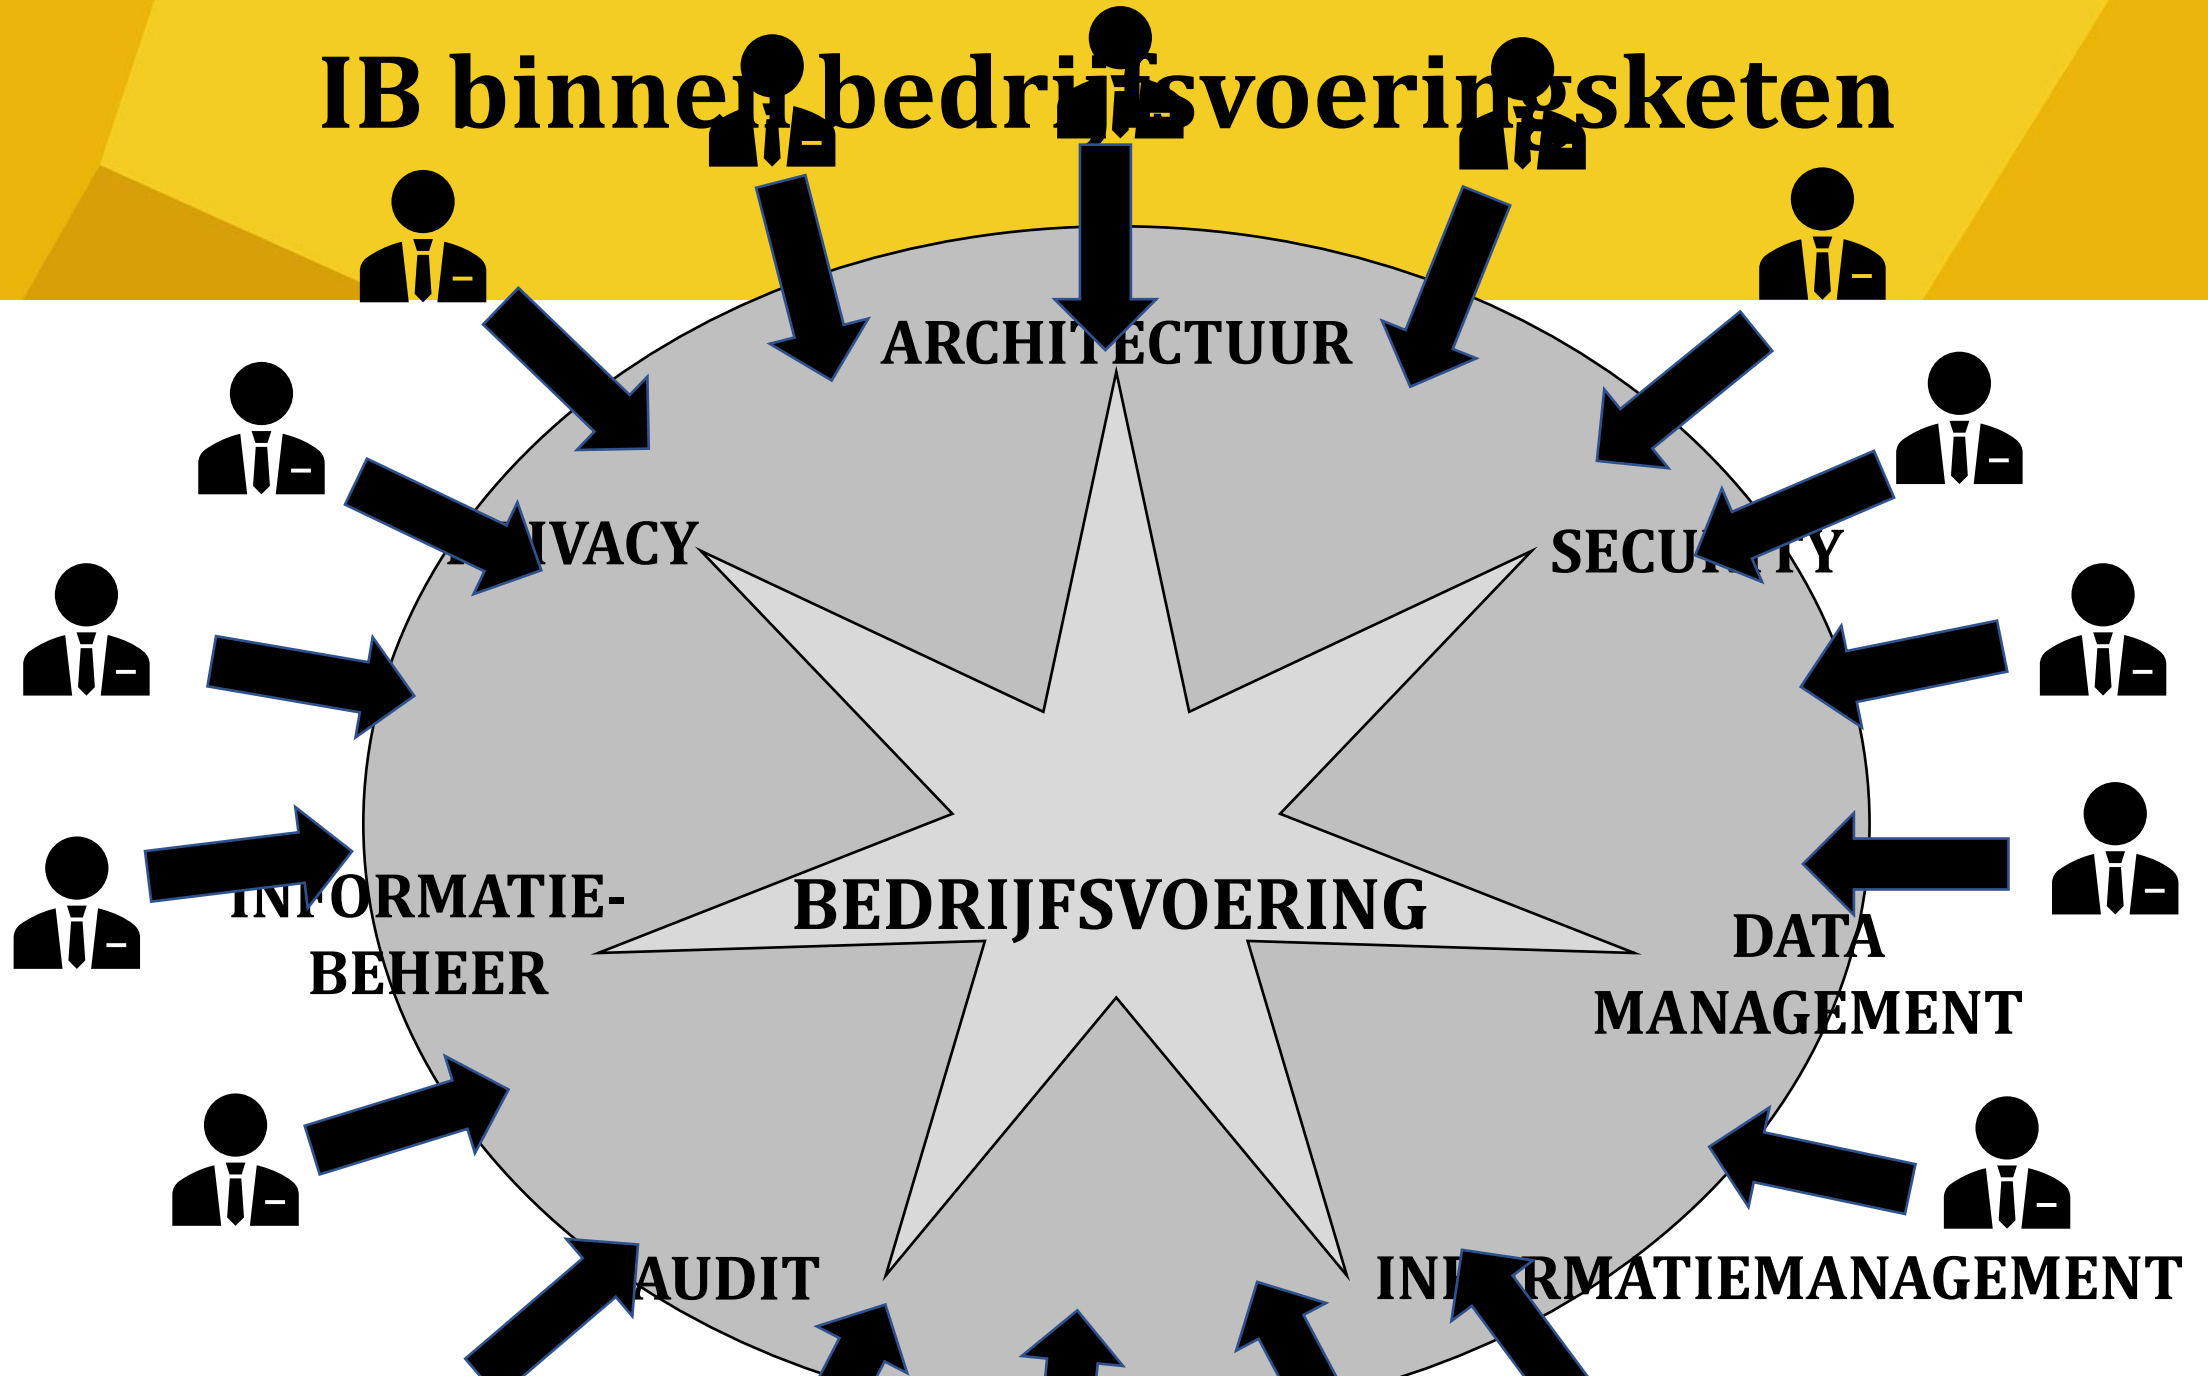 IB binnen bedrijfsvoeringsketen
ARCHITECTUUR
PRIVACY
SECURITY
INFORMATIE-
BEHEER
BEDRIJFSVOERING
DATA
MANAGEMENT
AUDIT
INFORMATIEMANAGEMENT